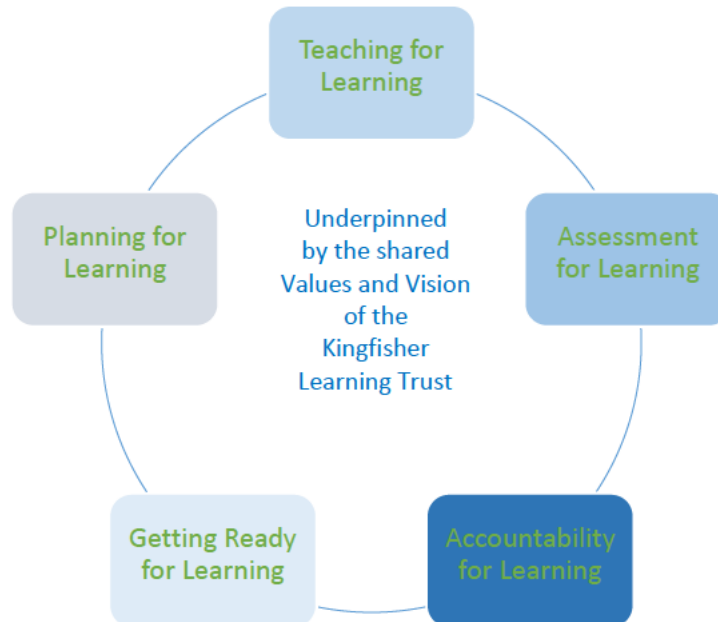 Teaching for
Learning
Planning for
Learning
Underpinned
by the shared
Values and Vision
of the
Kingfisher
Learning Trust
Assessment
for Learning
Getting Ready
for Learning
Accountability
for Learning